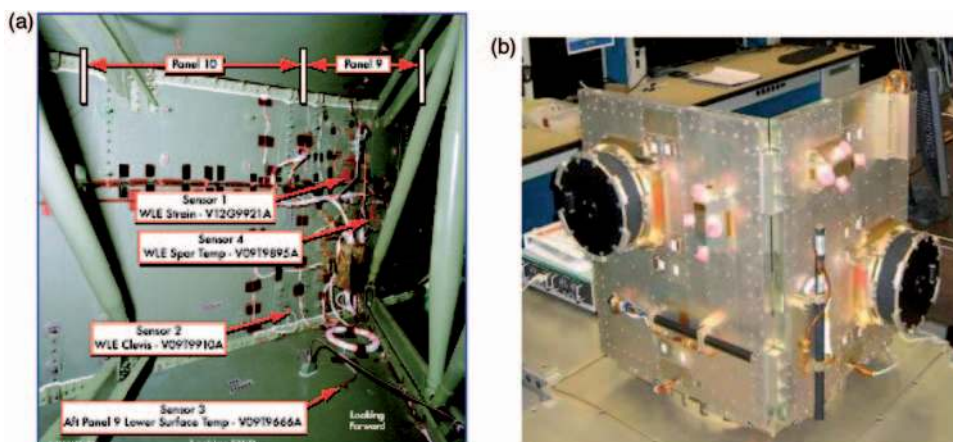 (a)
Panel 10
Panel 9
Sensor 1
WLE Strain - V12G9921A
Sensor 4
WLE Spar Temp - V09T9895A
Sensor 2
WLE Clevis - V09T9910A
Sensor 3
Aft Panel 9 Lower Surface Temp - V09T9666A
Looking
Forward
(b)